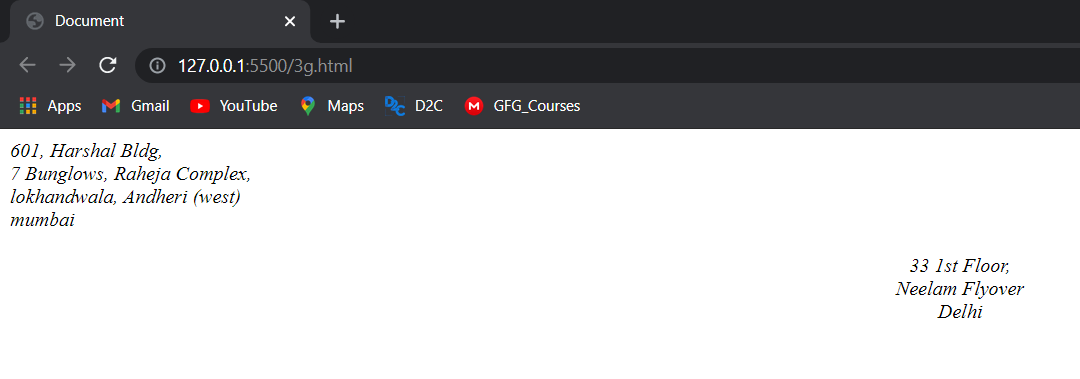 Document
127.0.0.1:5500/3g.html
Apps Gmail YouTube Maps D2C GFG_Courses
601, Harshal Bldg,
7 Bunglows, Raheja Complex,
lokhandwala, Andheri (west)
mumbai
33 1st Floor,
Neelam Flyover
Delhi